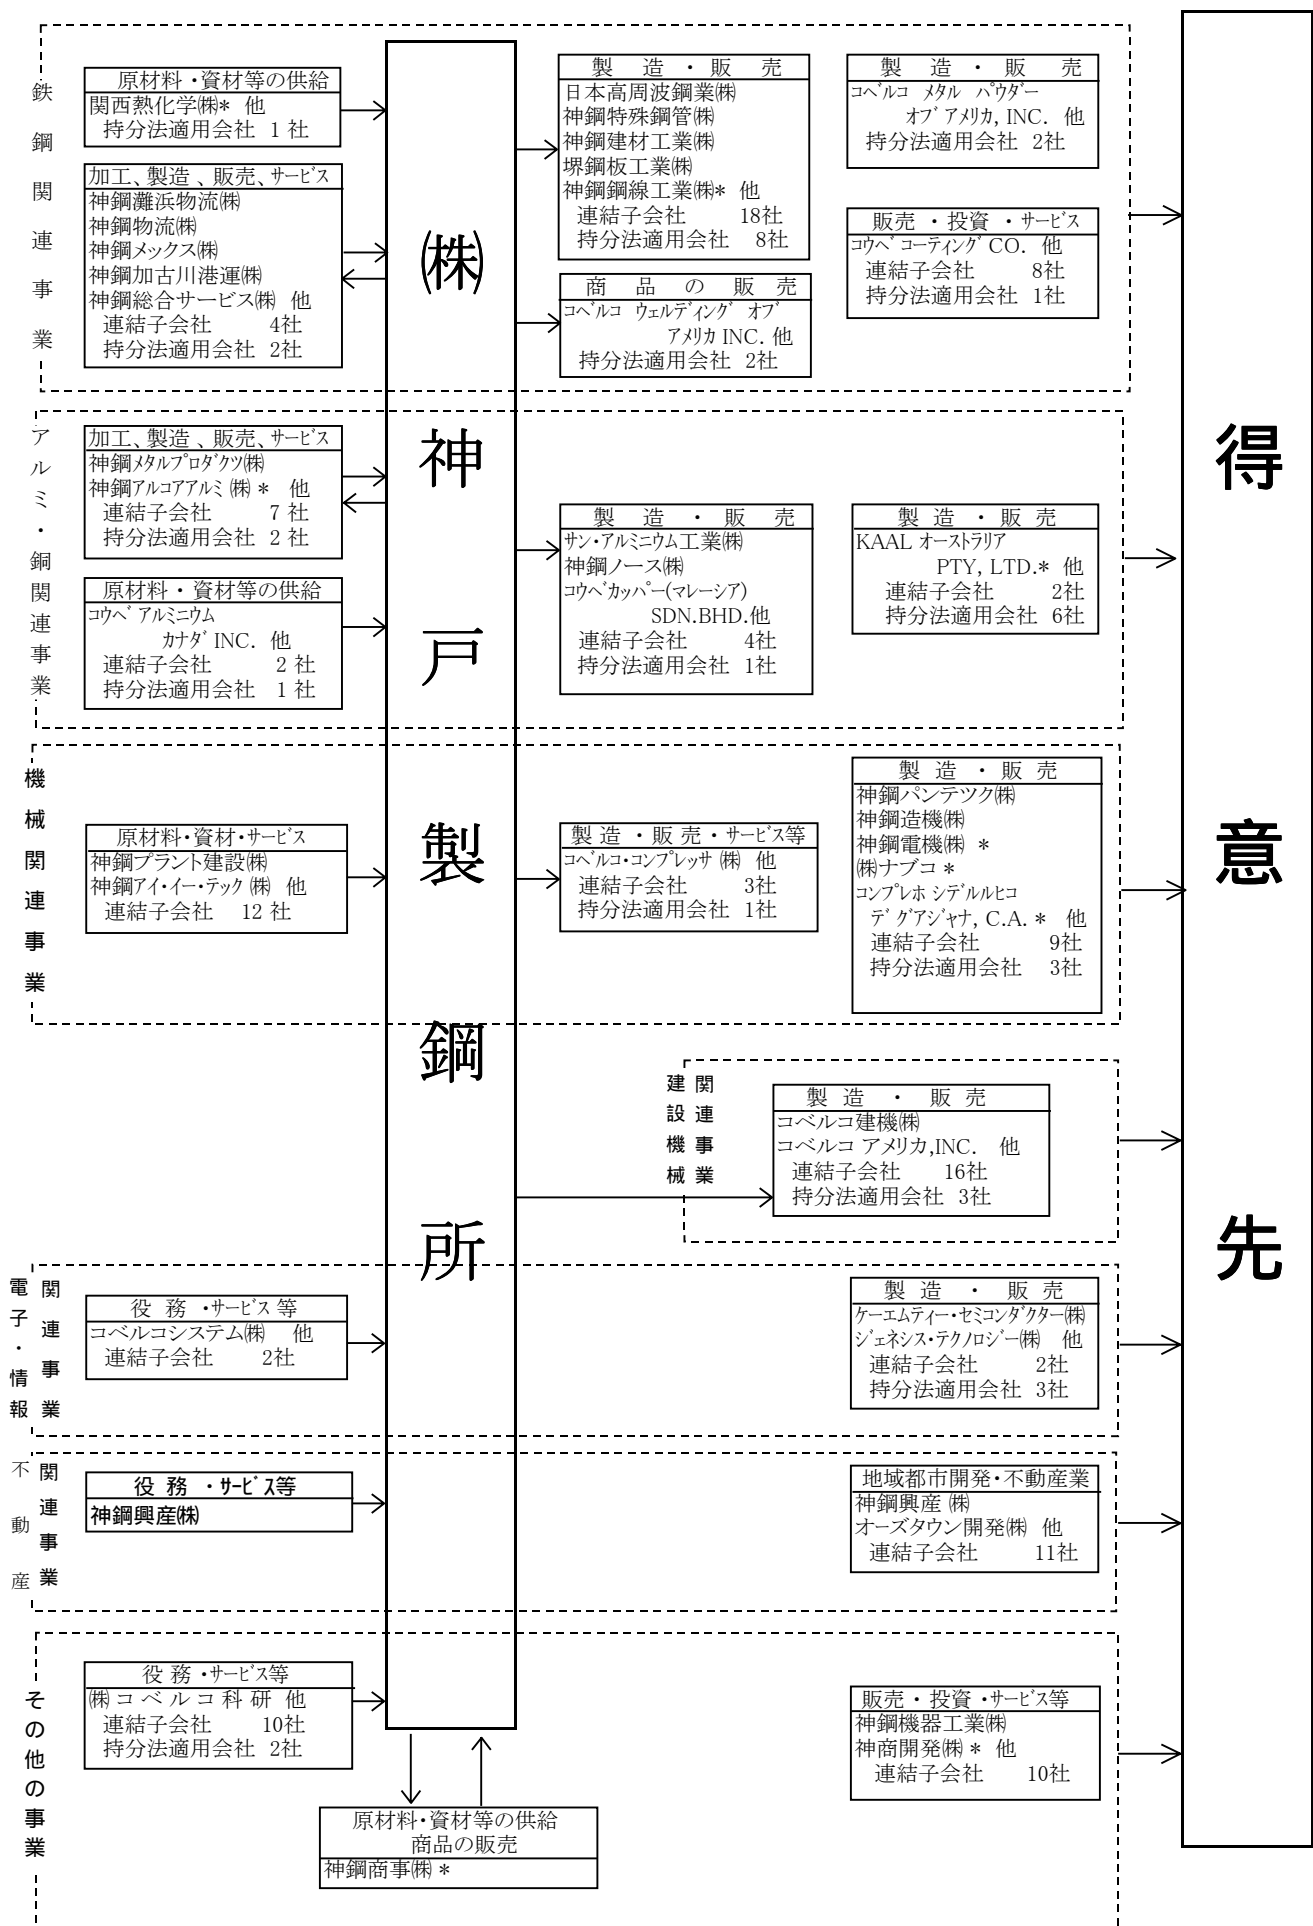 鉄鋼関連事業
原材料・資材等の供給
関西熱化学㈱* 他
持分法適用会社 1 社
加工、製造、販売、サービス
神鋼灘浜物流㈱
神鋼物流㈱
神鋼メックス㈱
神鋼加古川港運㈱
神鋼総合サービス㈱ 他
連結子会社 4社
持分法適用会社 2社
製造・販売
日本高周波鋼業㈱
神鋼特殊鋼管㈱
神鋼建材工業㈱
堺鋼板工業㈱
神鋼鋼線工業㈱* 他
連結子会社 18社
持分法適用会社 8社
商品の販売
コベルコ ウェルディング オブ
アメリカ INC. 他
持分法適用会社 2社
製造・販売
コベルコ メタル パウダー
オブ アメリカ, INC. 他
持分法適用会社 2社
販売・投資・サービス
コウベ コーティング CO. 他
連結子会社 8社
持分法適用会社 1社
㈱神戸製鋼所
得意先
アルミ・銅関連事業
加工、製造、販売、サービス
神鋼メタルプロダクツ㈱
神鋼アルコアアルミ㈱* 他
連結子会社 7 社
持分法適用会社 2 社
原材料・資材等の供給
コウベ アルミニウム
カナダ INC. 他
連結子会社 2 社
持分法適用会社 1 社
製造・販売
サン・アルミニウム工業㈱
神鋼ノース㈱
コウベカッパー(マレーシア)
SDN.BHD.他
連結子会社 4社
持分法適用会社 1社
製造・販売
KAAL オーストラリア
PTY, LTD.* 他
連結子会社 2社
持分法適用会社 6社
機械関連事業
原材料・資材・サービス
神鋼プラント建設㈱
神鋼アイ・イー・テック㈱ 他
連結子会社 12 社
製造・販売・サービス等
コベルコ・コンプレッサ㈱ 他
連結子会社 3社
持分法適用会社 1社
製造・販売
神鋼パンテツク㈱
神鋼造機㈱
神鋼電機㈱ *
㈱ナブコ *
コンプレホ シデルルヒコ
デ グアジャナ, C.A. * 他
連結子会社 9社
持分法適用会社 3社
建設機械
関連事業
製造・販売
コベルコ建機㈱
コベルコ アメリカ,INC. 他
連結子会社 16社
持分法適用会社 3社
電子・情報
関連事業
役務・サービス等
コベルコシステム㈱ 他
連結子会社 2社
製造・販売
ケーエムティー・セミコンダクター㈱
ジェネシス・テクノロジー㈱ 他
連結子会社 2社
持分法適用会社 3社
不動産
関連事業
役務・サービス等
神鋼興産㈱
地域都市開発・不動産業
神鋼興産㈱
オーズタウン開発㈱ 他
連結子会社 11社
その他の事業
役務・サービス等
㈱コベルコ科研 他
連結子会社 10社
持分法適用会社 2社
販売・投資・サービス等
神鋼機器工業㈱
神商開発㈱ * 他
連結子会社 10社
原材料・資材等の供給
商品の販売
神鋼商事㈱ *